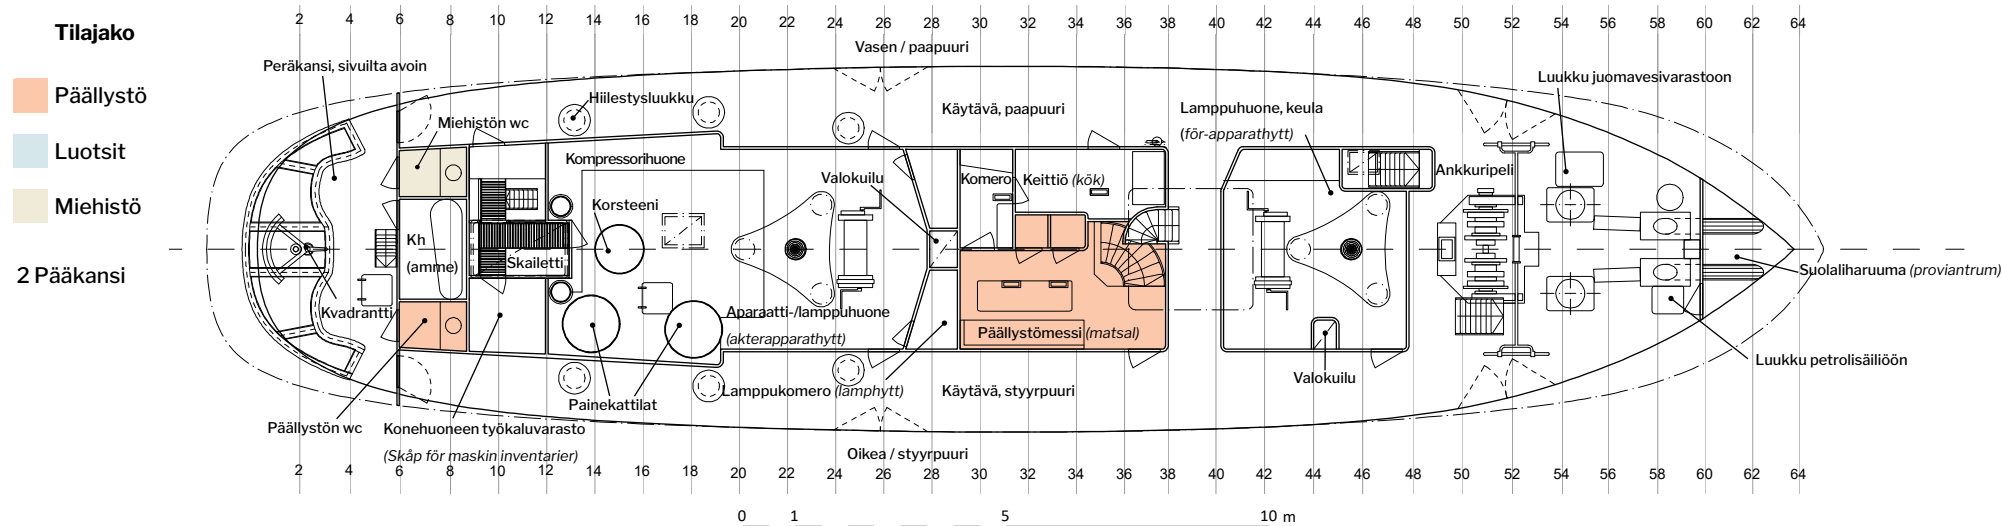 2 4 6 8 10 12 14 16 18 20 22 24 26 28 30 32 34 36 38 40 42 44 46 48 50 52 54 56 58 60 62 64
Tilajako
Päällystö
Luotsit
Miehistö
2 Pääkansi
Vasen / paapuuri
Peräkansi, sivuilta avoin
Hiilestysluukku
Miehistön wc
Käytävä, paapuuri
Lamppuhuone, keula
(för-apparathytt)
Luukku juomavesivarastoon
Kompressorihuone
Valokuilu
Komero
Keittiö (kök)
Ankkuripeli
Korsteeni
Kh
(amme)
Skailetti
Suolaliharuuma (proviantrum)
Kvadrantti
Aparaatti-/lamppuhuone
(akterapparathytt)
Päällystömessi (matsal)
Luukku petrolisäiliöön
Valokuilu
Lamppukomero (lamphytt)
Käytävä, styyrpuuri
Painekattilat
Päällystön wc
Konehuoneen työkaluvarasto
(Skåp för maskin inventarier)
Oikea / styyrpuuri
2 4 6 8 10 12 14 16 18 20 22 24 26 28 30 32 34 36 38 40 42 44 46 48 50 52 54 56 58 60 62 64
0 1 5 10 m